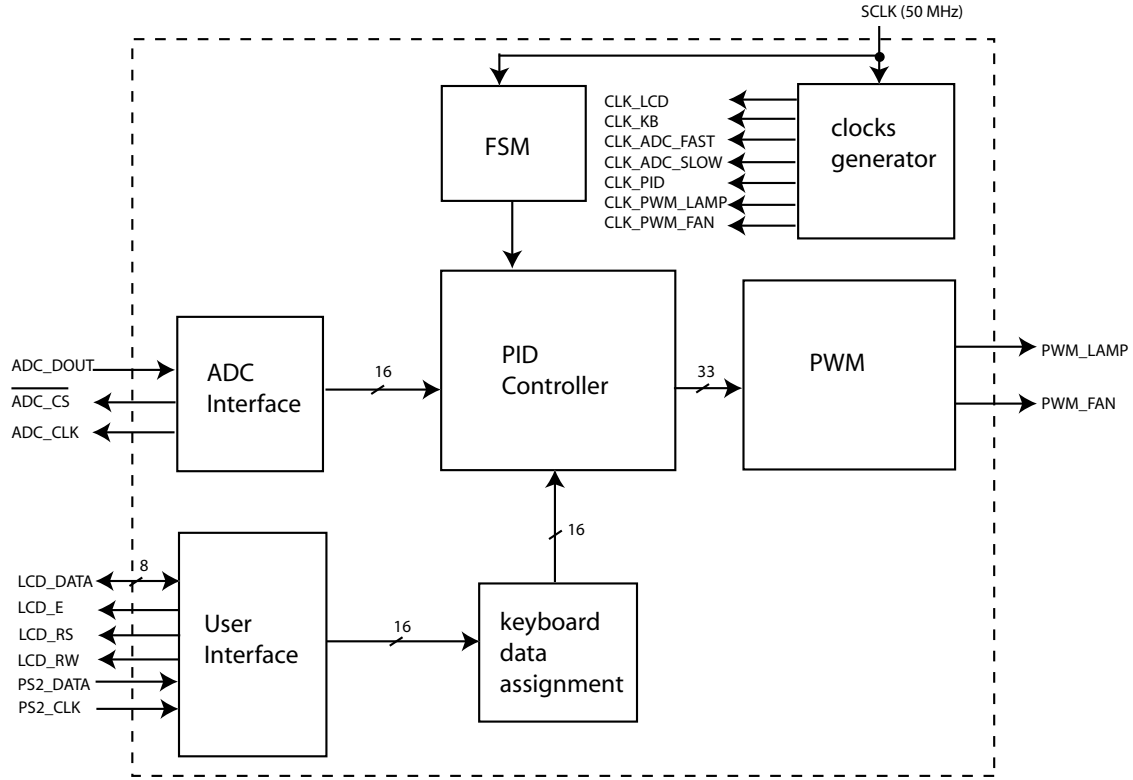 SCLK (50 MHz)
FSM
CLK_LCD
CLK_KB
CLK_ADC_FAST
CLK_ADC_SLOW
CLK_PID
CLK_PWM_LAMP
CLK_PWM_FAN
clocks
generator
ADC_DOUT
ADC_CS
ADC_CLK
ADC
Interface
16
PID
Controller
33
PWM
PWM_LAMP
PWM_FAN
16
LCD_DATA
8
LCD_E
LCD_RS
LCD_RW
PS2_DATA
PS2_CLK
User
Interface
16
keyboard
data
assignment